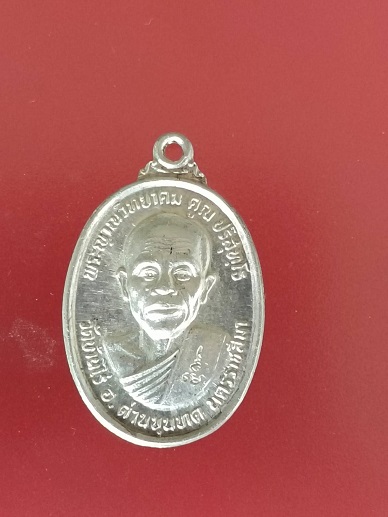 พระญาณวิทยาคม คูณ ปริสุทฺโธ
วัดบ้านไร่ อ. ด่านขุนทด นครราชสีมา